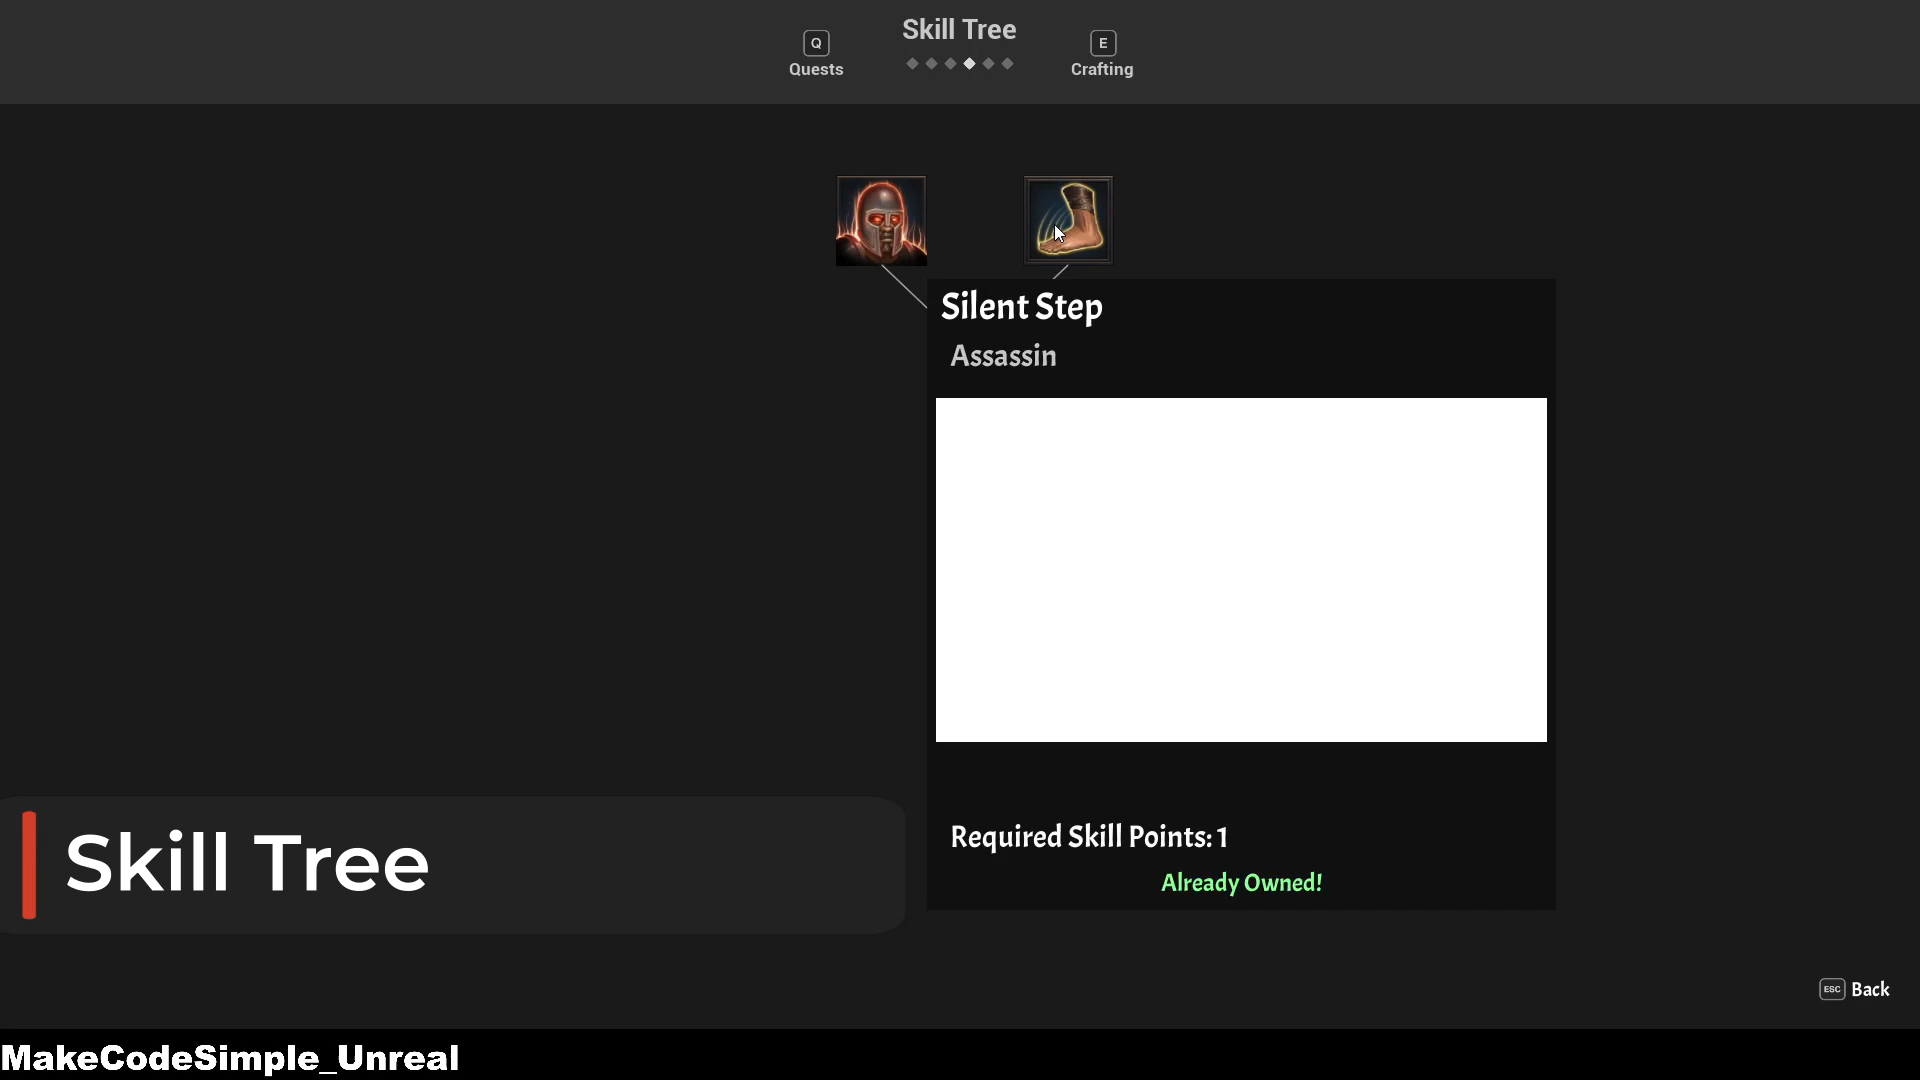 Skill Tree
Q
Quests
E
Crafting
Silent Step
Assassin
Required Skill Points: 1
Already Owned!
Skill Tree
ESC Back
MakeCodeSimple_Unreal